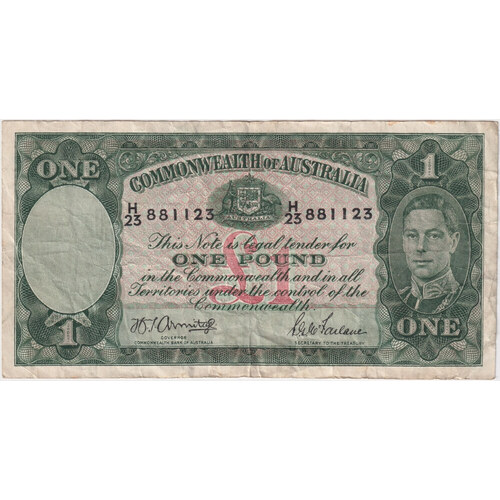 ONE
COMMONWEALTH OF AUSTRALIA
1
H/23 881123 H/23 881123
AUSTRALIA
This Note is legal tender for
ONE POUND
in the Commonwealth and in all
Territories under the control of the
Commonwealth.
£1
1
H.T. Armitage
GOVERNOR
COMMONWEALTH BANK OF AUSTRALIA
S.G. McFarlane
SECRETARY TO THE TREASURY
ONE